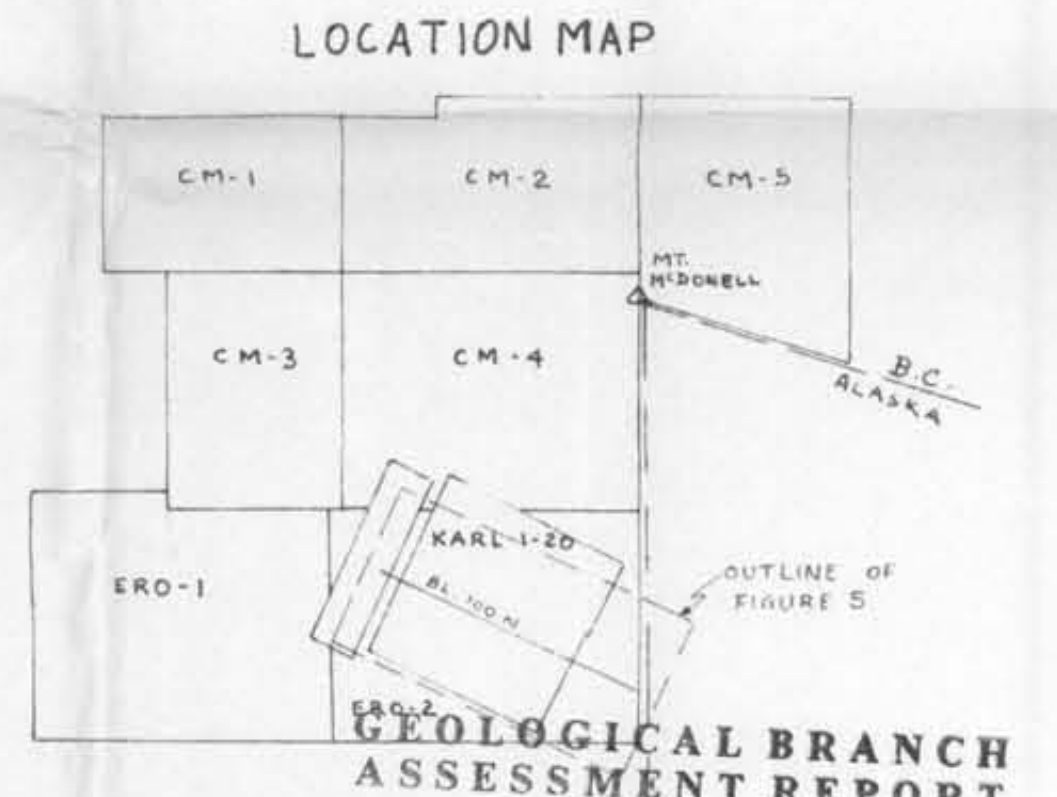 LOCATION MAP
CM-1
CM-2
CM-5
MT.
McDONELL
CM-3
CM-4
B.C.
ALASKA
KARL 1-20
ERO-1
BL. 100 N
OUTLINE OF
FIGURE 5
ERO-2
GEOLOGICAL BRANCH
ASSESSMENT REPORT